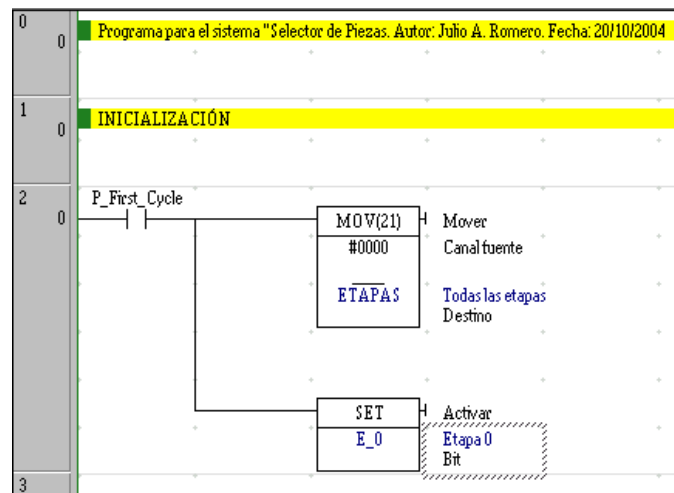 0
0
Programa para el sistema "Selector de Piezas. Autor: Julio A. Romero. Fecha: 20/10/2004
1
0
INICIALIZACIÓN
2
0
P_First_Cycle
MOV(21) Mover
#0000 Canal fuente
ETAPAS Todas las etapas
Destino
SET Activar
E_0 Etapa 0
Bit
3